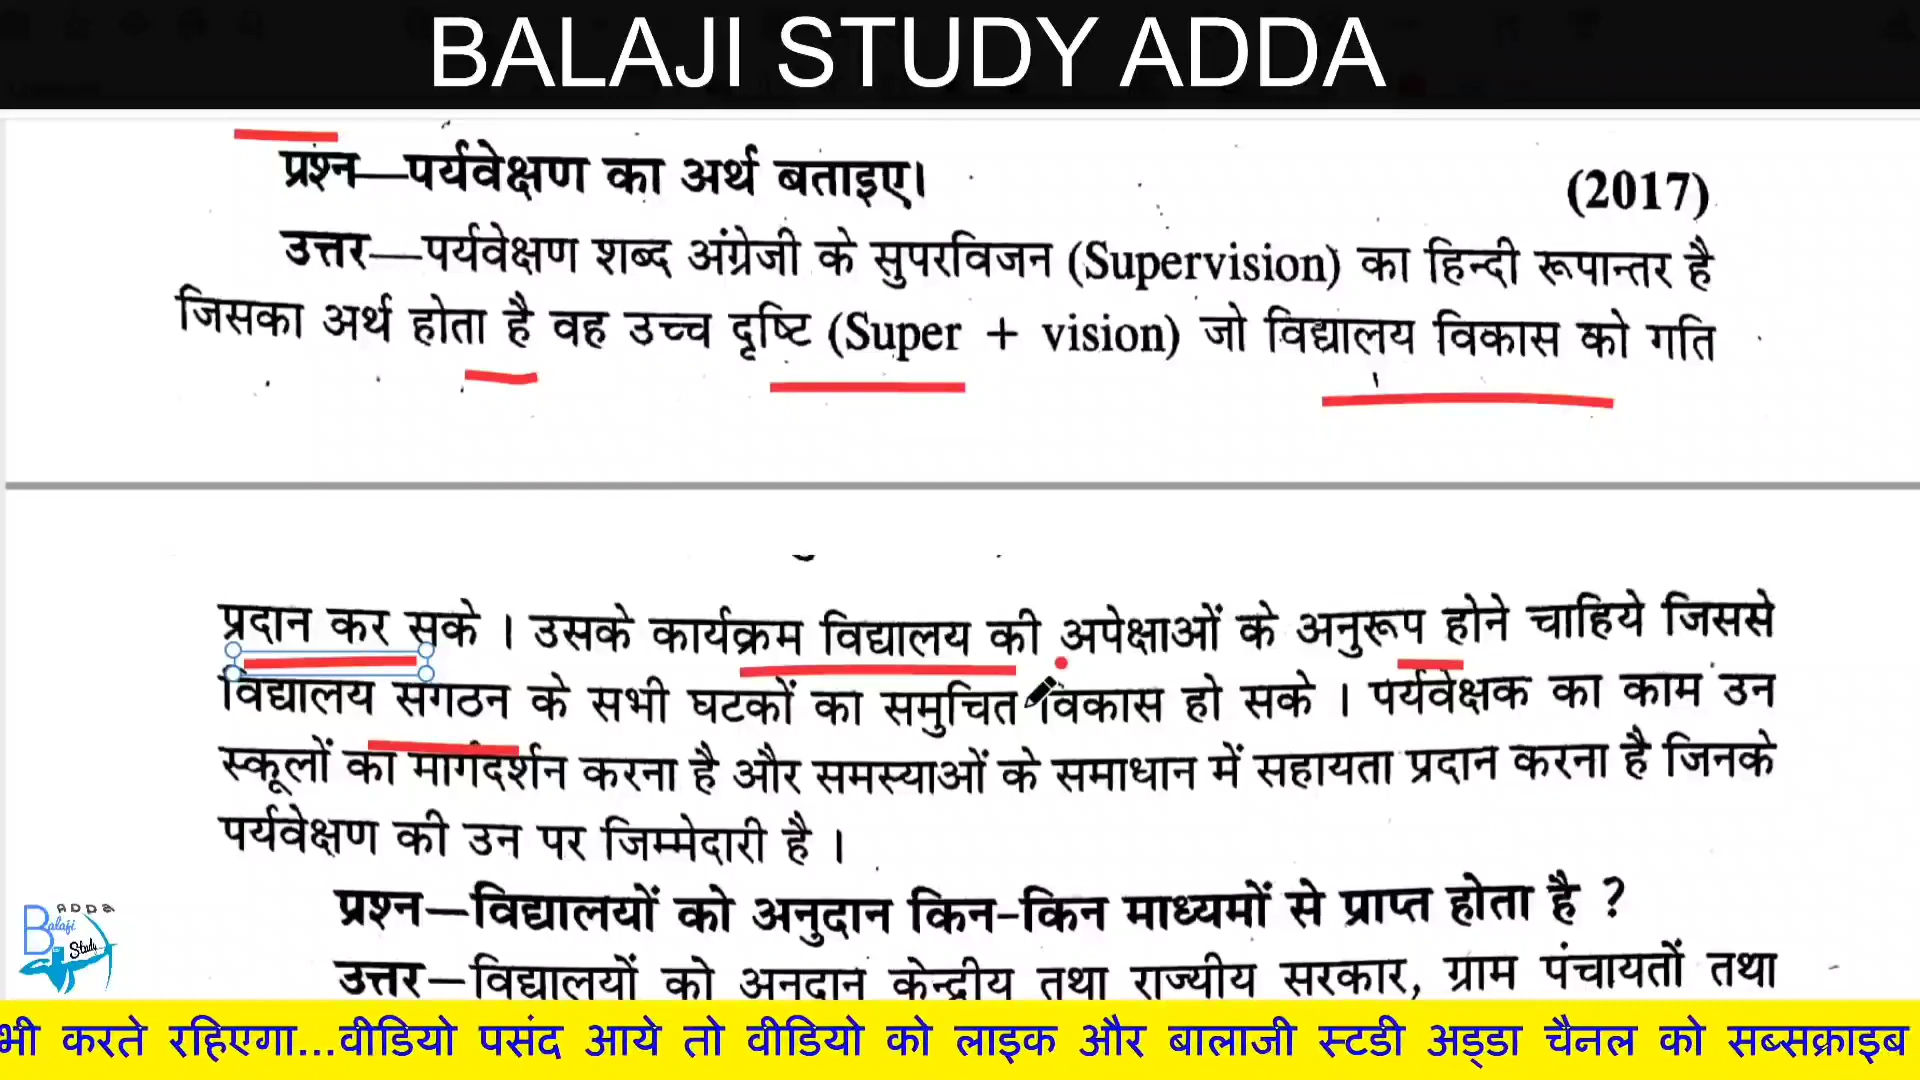 BALAJI STUDY ADDA
प्रश्न—पर्यवेक्षण का अर्थ बताइए। (2017)
उत्तर—पर्यवेक्षण शब्द अंग्रेजी के सुपरविजन (Supervision) का हिन्दी रूपान्तर है
जिसका अर्थ होता है वह उच्च दृष्टि (Super + vision) जो विद्यालय विकास को गति
प्रदान कर सके । उसके कार्यक्रम विद्यालय की अपेक्षाओं के अनुरूप होने चाहिये जिससे
विद्यालय संगठन के सभी घटकों का समुचित विकास हो सके । पर्यवेक्षक का काम उन
स्कूलों का मार्गदर्शन करना है और समस्याओं के समाधान में सहायता प्रदान करना है जिनके
पर्यवेक्षण की उन पर जिम्मेदारी है ।
प्रश्न—विद्यालयों को अनुदान किन-किन माध्यमों से प्राप्त होता है ?
उत्तर—विद्यालयों को अनुदान केन्द्रीय तथा राज्यीय सरकार, ग्राम पंचायतों तथा
ADDA
Balaji
Study
भी करते रहिएगा...वीडियो पसंद आये तो वीडियो को लाइक और बालाजी स्टडी अड्डा चैनल को सब्सक्राइब